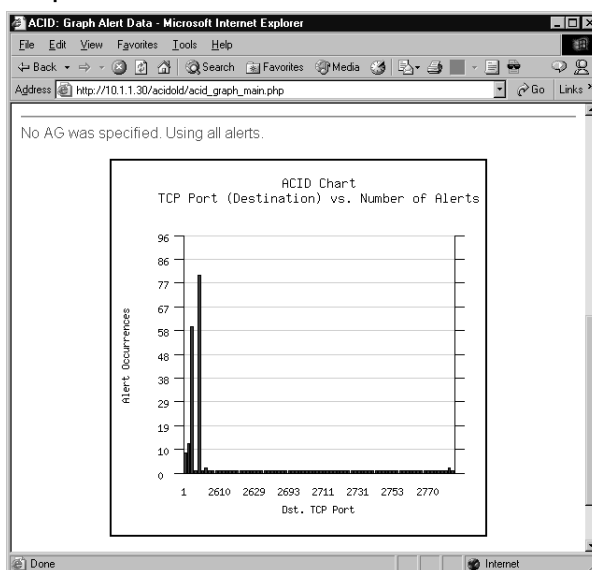 ACID: Graph Alert Data - Microsoft Internet Explorer
File Edit View Favorites Tools Help
Back Search Favorites Media
Address http://10.1.1.30/acidold/acid_graph_main.php Go Links »
No AG was specified. Using all alerts.
ACID Chart
TCP Port (Destination) vs. Number of Alerts
96
86
77
67
58
48
38
29
19
10
0
Alert Occurrences
1 2610 2629 2693 2711 2731 2753 2770
Dst. TCP Port
Done Internet